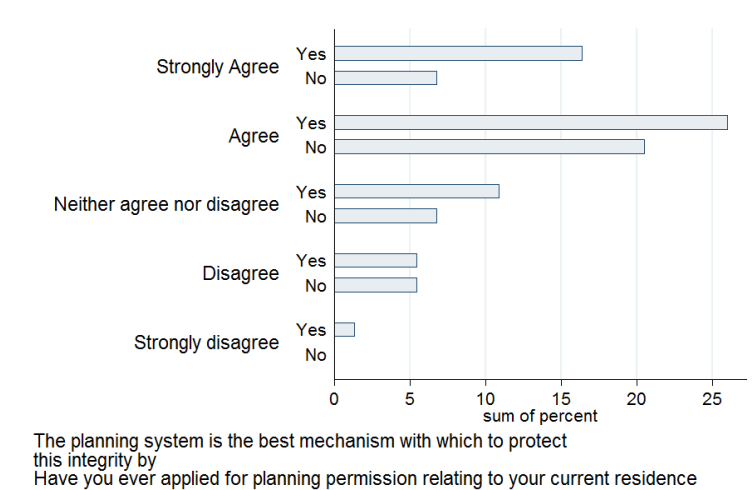 Strongly Agree
Yes
No
Agree
Yes
No
Neither agree nor disagree
Yes
No
Disagree
Yes
No
Strongly disagree
Yes
No
0 5 10 15 20 25
sum of percent
The planning system is the best mechanism with which to protect
this integrity by
Have you ever applied for planning permission relating to your current residence